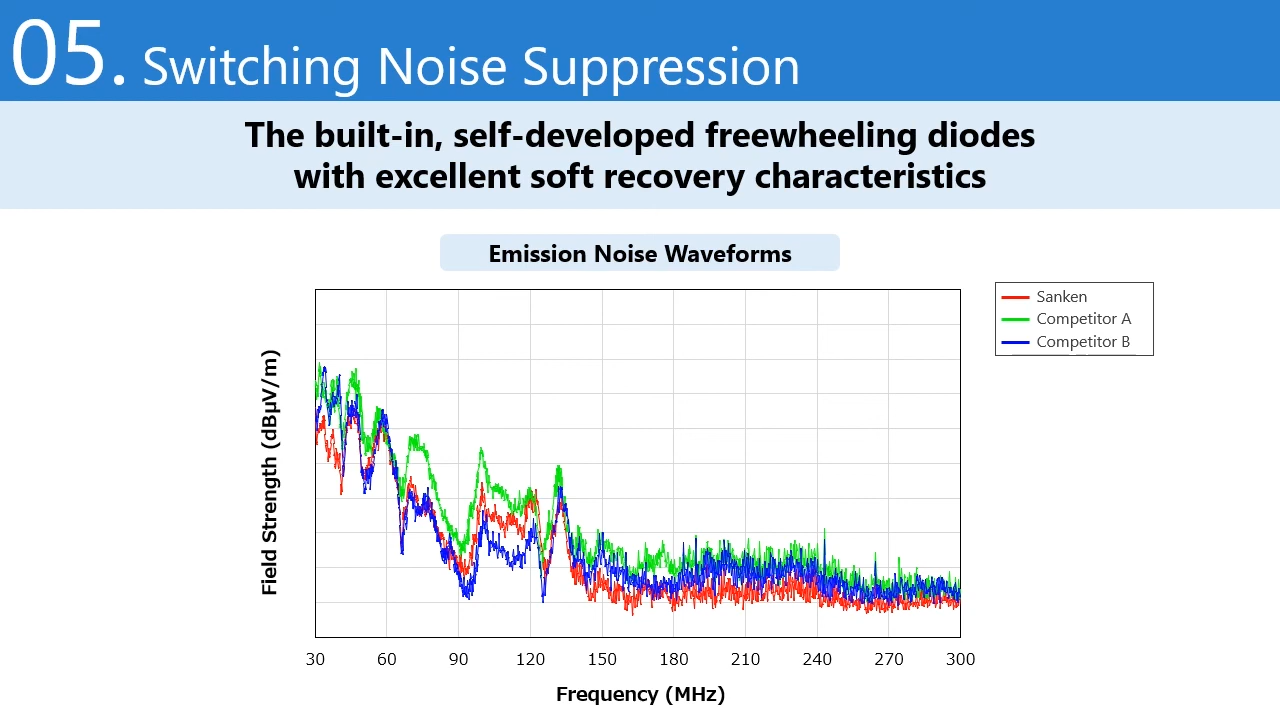 05. Switching Noise Suppression
The built-in, self-developed freewheeling diodes
with excellent soft recovery characteristics
Emission Noise Waveforms
Sanken
Competitor A
Competitor B
Field Strength (dBμV/m)
30 60 90 120 150 180 210 240 270 300
Frequency (MHz)